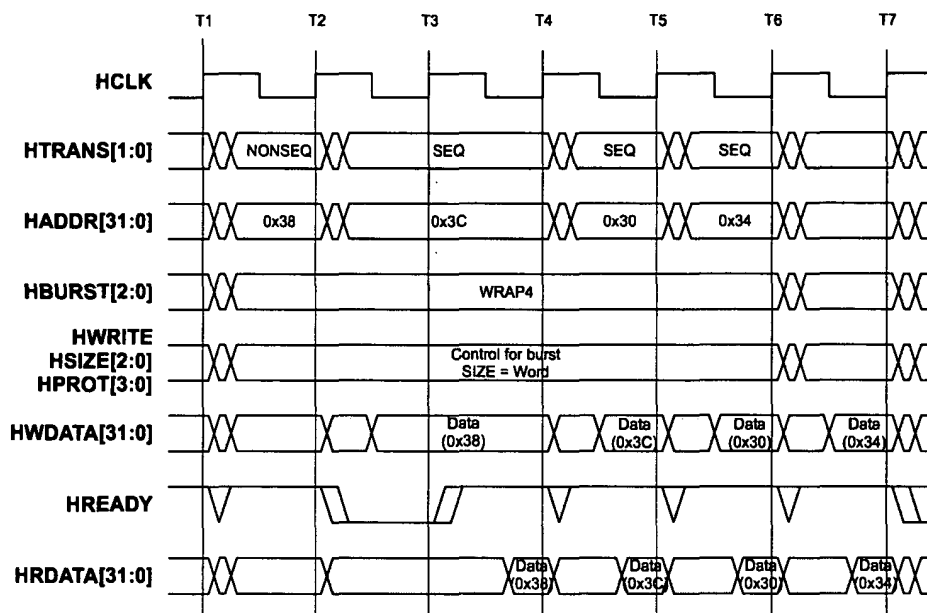 T1 T2 T3 T4 T5 T6 T7
HCLK
HTRANS[1:0] NONSEQ SEQ SEQ SEQ
HADDR[31:0] 0x38 0x3C 0x30 0x34
HBURST[2:0] WRAP4
HWRITE
HSIZE[2:0] Control for burst
HPROT[3:0] SIZE = Word
HWDATA[31:0] Data (0x38) Data (0x3C) Data (0x30) Data (0x34)
HREADY
HRDATA[31:0] Data (0x38) Data (0x3C) Data (0x30) Data (0x34)